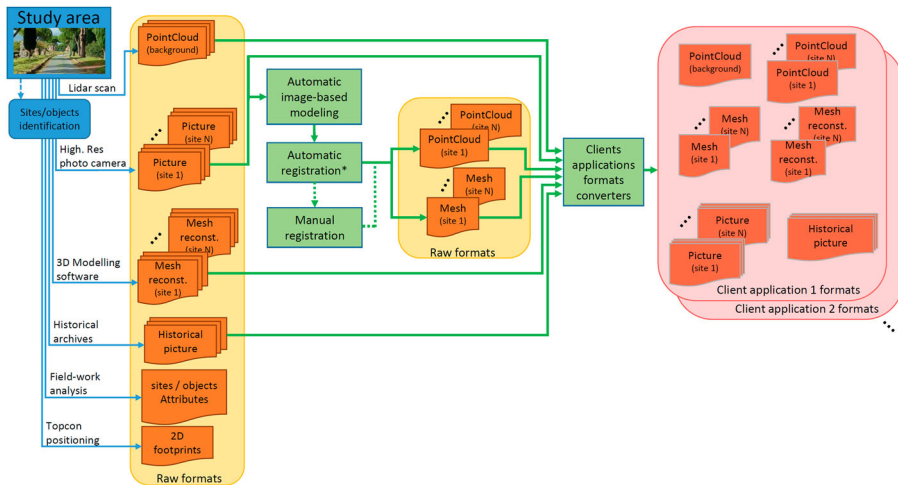 Study area
Lidar scan
Sites/objects
identification
High. Res
photo camera
3D Modelling
software
Historical
archives
Field-work
analysis
Topcon
positioning
PointCloud
(background)
Picture
(site N)
Picture
(site 1)
Mesh
reconst.
(site N)
Mesh
reconst.
(site 1)
Historical
picture
sites / objects
Attributes
2D
footprints
Raw formats
Automatic
image-based
modeling
Automatic
registration*
Manual
registration
PointCloud
(site N)
PointCloud
(site 1)
Mesh
(site N)
Mesh
(site 1)
Raw formats
Clients
applications
formats
converters
PointCloud
(background)
PointCloud
(site N)
PointCloud
(site 1)
Mesh
(site N)
Mesh
(site 1)
Mesh
reconst.
(site N)
Mesh
reconst.
(site 1)
Picture
(site N)
Picture
(site 1)
Historical
picture
Client application 1 formats
Client application 2 formats